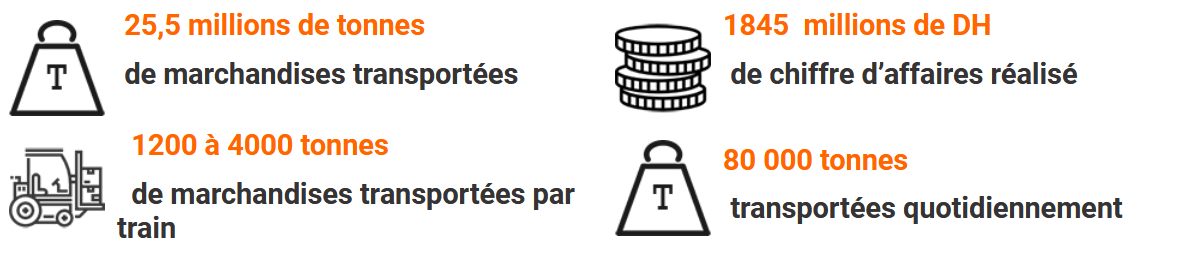 25,5 millions de tonnes
de marchandises transportées
1845 millions de DH
de chiffre d’affaires réalisé
1200 à 4000 tonnes
de marchandises transportées par
train
80 000 tonnes
transportées quotidiennement
T
T